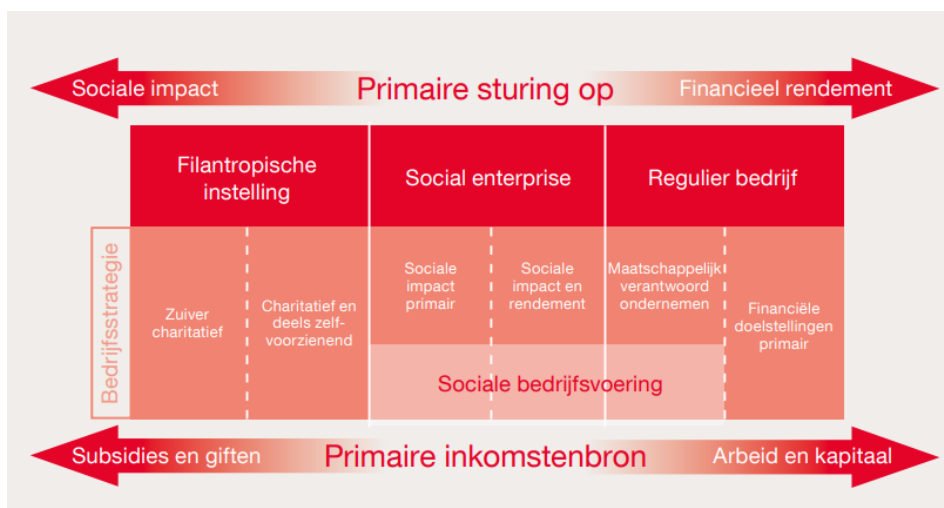 Sociale impact
Primaire sturing op
Financieel rendement
Filantropische
instelling
Social enterprise
Regulier bedrijf
Bedrijfsstrategie
Zuiver
charitatief
Charitatief en
deels zelf-
voorzienend
Sociale
impact
primair
Sociale
impact en
rendement
Maatschappelijk
verantwoord
ondernemen
Financiële
doelstellingen
primair
Sociale bedrijfsvoering
Subsidies en giften
Primaire inkomstenbron
Arbeid en kapitaal